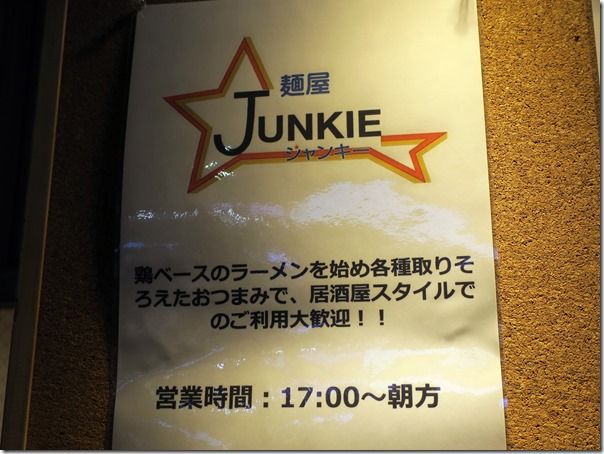 麺屋
JUNKIE
ジャンキー
鶏ベースのラーメンを始め各種取りそ
ろえたおつまみで、居酒屋スタイルで
のご利用大歓迎！！
営業時間：17:00～朝方